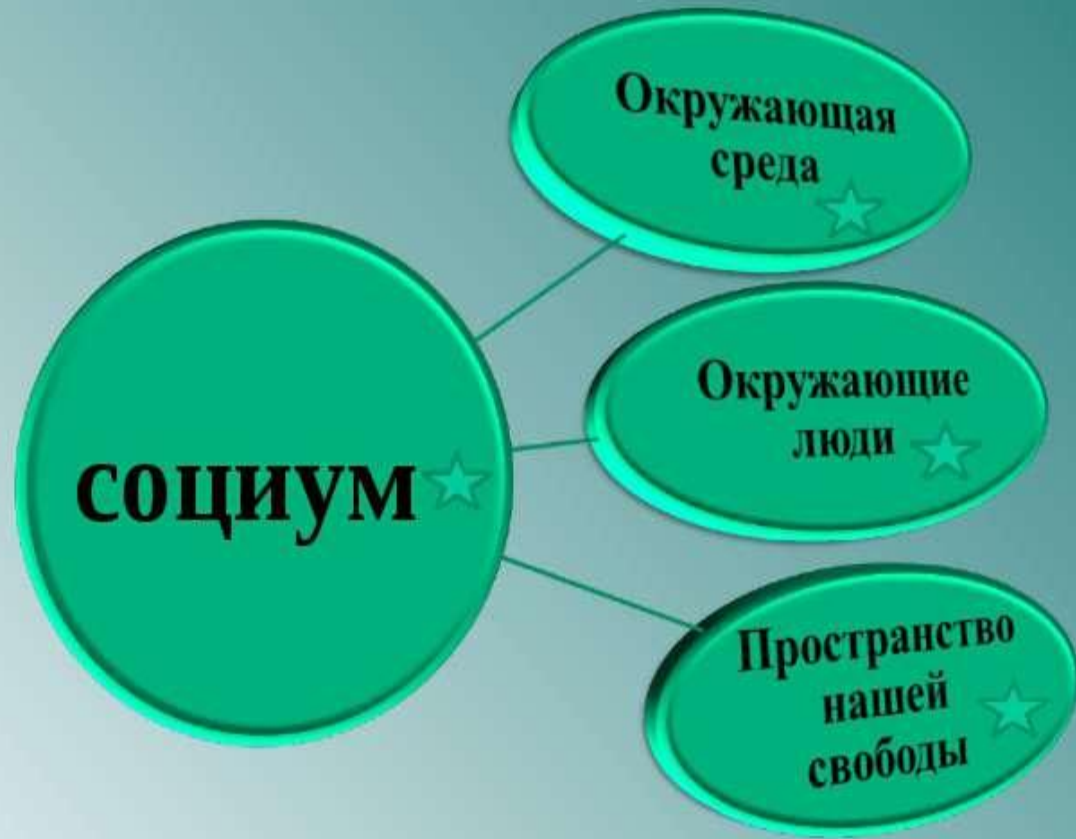 социум
Окружающая
среда
Окружающие
люди
Пространство
нашей
свободы